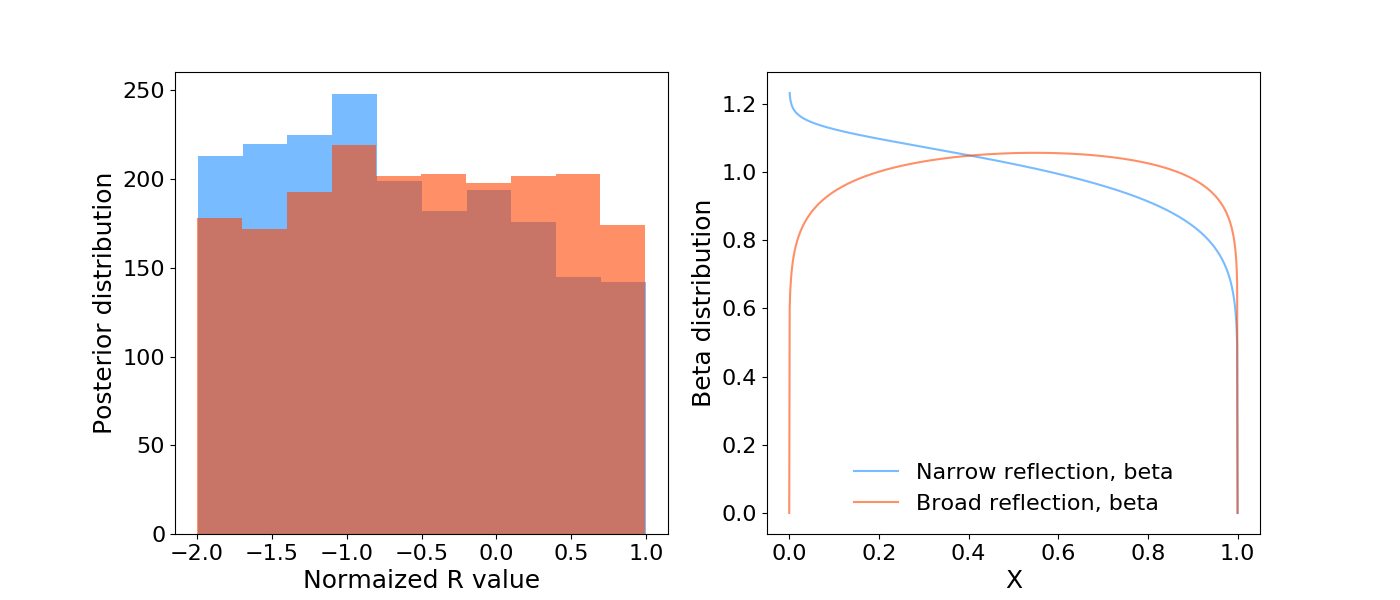 Posterior distribution
250
200
150
100
50
0
−2.0 −1.5 −1.0 −0.5 0.0 0.5 1.0
Normaized R value
Beta distribution
1.2
1.0
0.8
0.6
0.4
0.2
0.0
Narrow reflection, beta
Broad reflection, beta
0.0 0.2 0.4 0.6 0.8 1.0
X